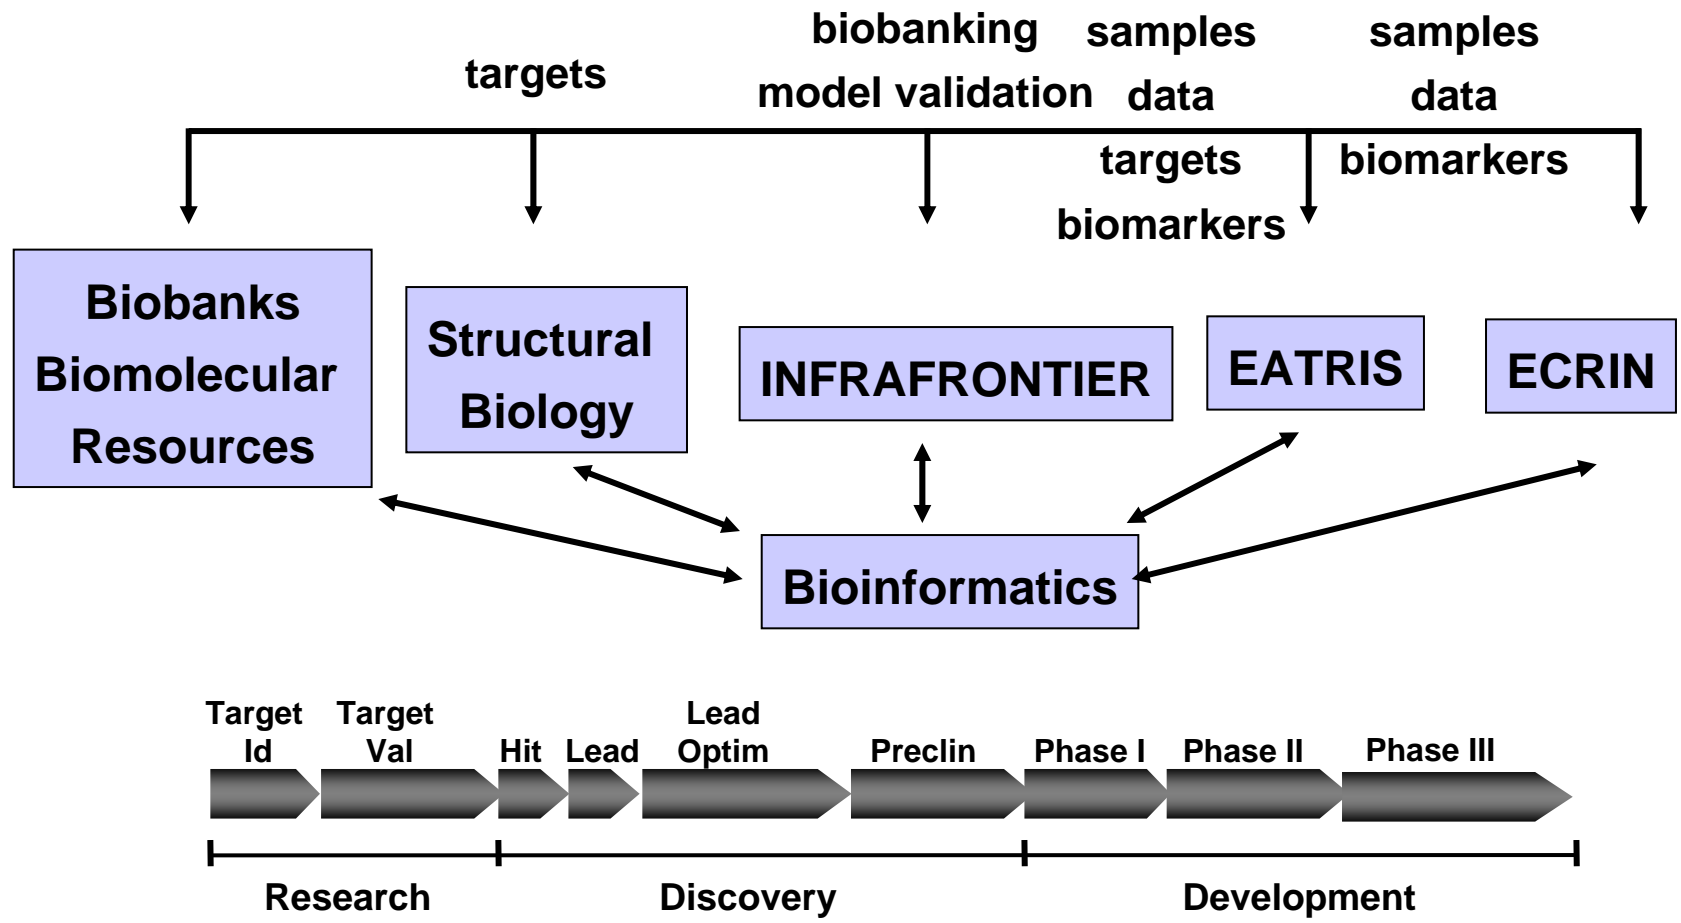 targets
biobanking
model validation
samples
data
targets
biomarkers
samples
data
biomarkers
Biobanks
Biomolecular
Resources
Structural
Biology
INFRAFRONTIER
EATRIS
ECRIN
Bioinformatics
Target
Id
Target
Val
Hit
Lead
Lead
Optim
Preclin
Phase I
Phase II
Phase III
Research
Discovery
Development